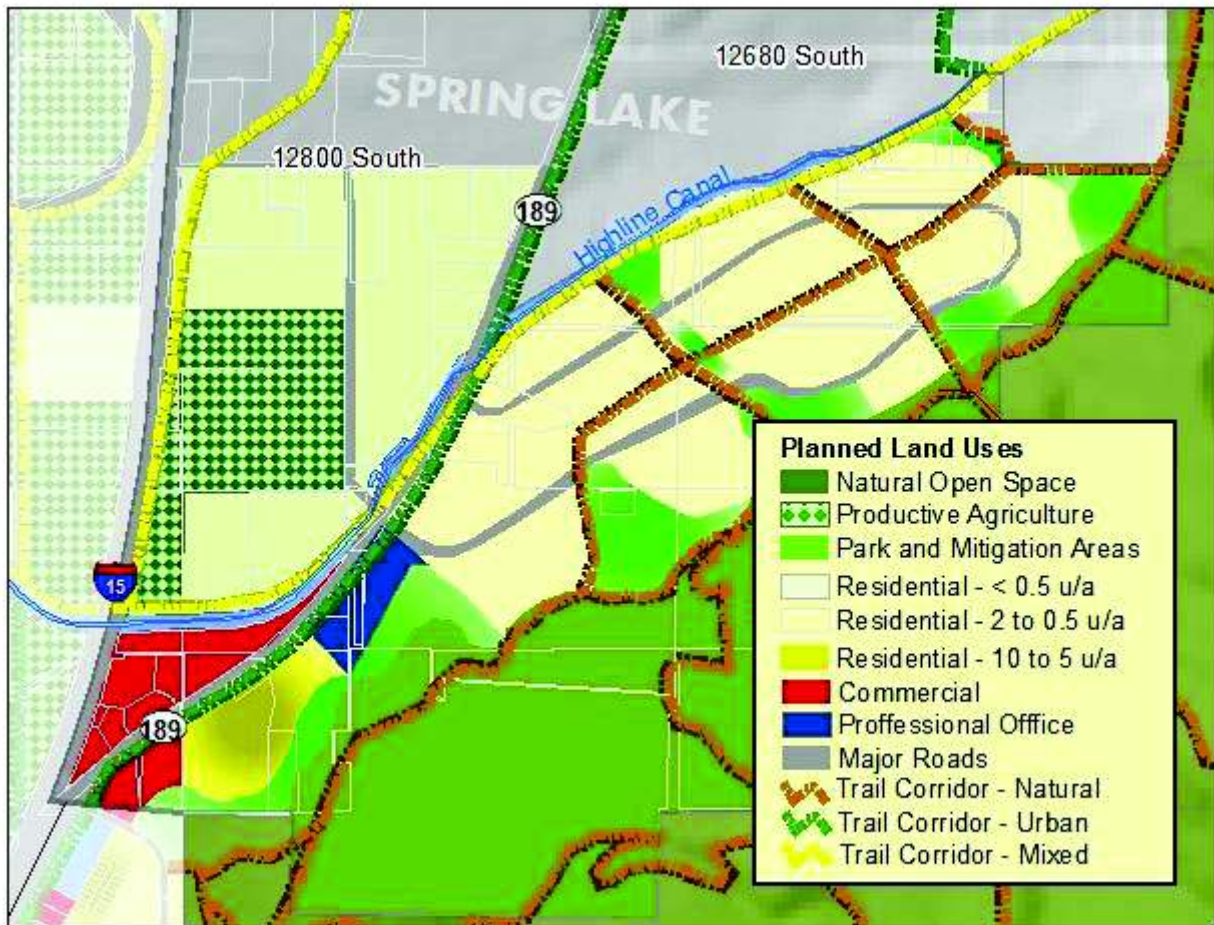 12680 South
SPRING LAKE
12800 South
189
Highline Canal
15
189
Planned Land Uses
Natural Open Space
Productive Agriculture
Park and Mitigation Areas
Residential - < 0.5 u/a
Residential - 2 to 0.5 u/a
Residential - 10 to 5 u/a
Commercial
Proffessional Offfice
Major Roads
Trail Corridor - Natural
Trail Corridor - Urban
Trail Corridor - Mixed